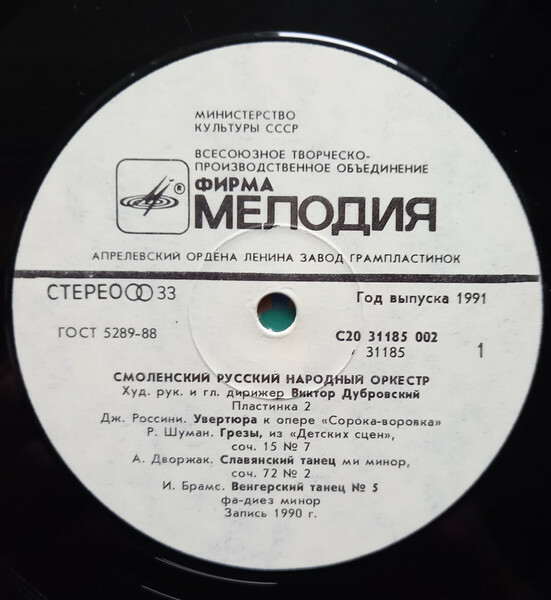 МИНИСТЕРСТВО
КУЛЬТУРЫ СССР
ВСЕСОЮЗНОЕ ТВОРЧЕСКО-
ПРОИЗВОДСТВЕННОЕ ОБЪЕДИНЕНИЕ
®
ФИРМА
МЕЛОДИЯ
АПРЕЛЕВСКИЙ ОРДЕНА ЛЕНИНА ЗАВОД ГРАМПЛАСТИНОК
СТЕРЕО 33
Год выпуска 1991
ГОСТ 5289-88
С20 31185 002
31185
1
СМОЛЕНСКИЙ РУССКИЙ НАРОДНЫЙ ОРКЕСТР
Худ. рук. и гл. дирижер Виктор Дубровский
Пластинка 2
Дж. Россини. Увертюра к опере «Сорока-воровка»
Р. Шуман. Грезы, из «Детских сцен»,
соч. 15 № 7
А. Дворжак. Славянский танец ми минор,
соч. 72 № 2
И. Брамс. Венгерский танец № 5
фа-диез минор
Запись 1990 г.